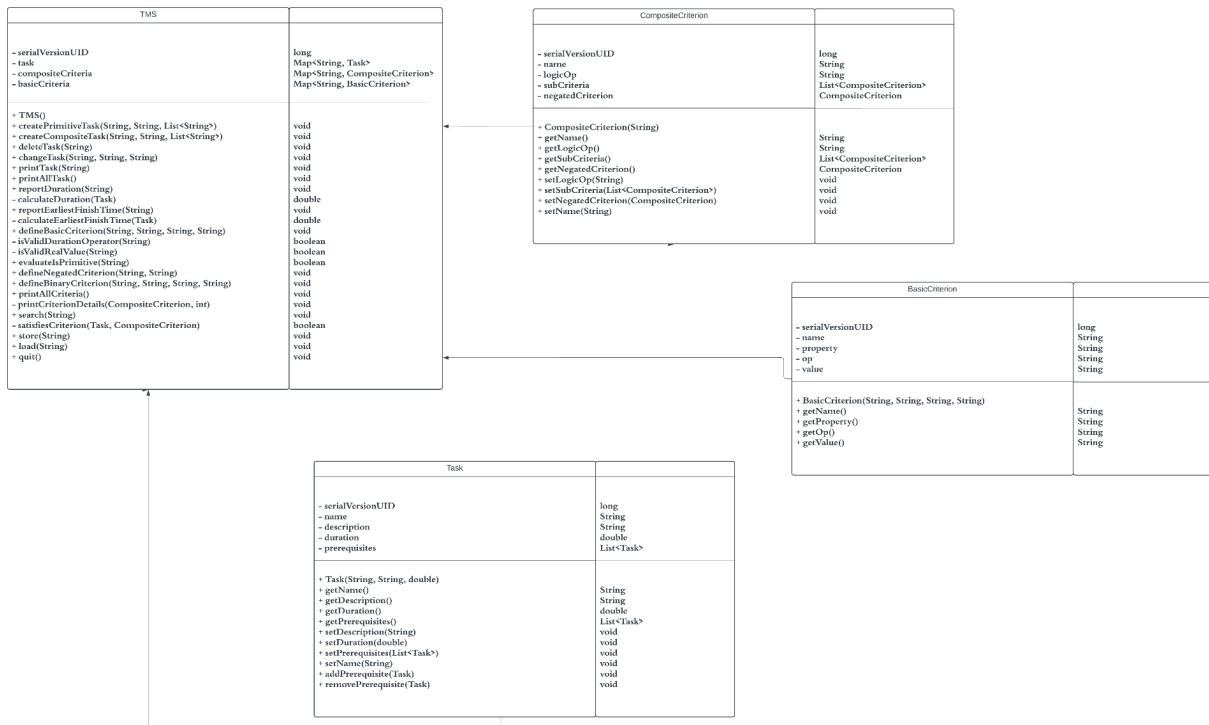 TMS
- serialVersionUID long
- task Map<String, Task>
- compositeCriteria Map<String, CompositeCriterion>
- basicCriteria Map<String, BasicCriterion>
+ TMS()
+ createPrimitiveTask(String, String, List<String>) void
+ createCompositeTask(String, String, List<String>) void
+ deleteTask(String) void
+ changeTask(String, String, String) void
+ printTask(String) void
+ printAllTask() void
+ reportDuration(String) void
- calculateDuration(Task) double
+ reportEarliestFinishTime(String) void
- calculateEarliestFinishTime(Task) double
+ defineBasicCriterion(String, String, String, String) void
- isValidDurationOperator(String) boolean
- isValidRealValue(String) boolean
+ evaluateIsPrimitive(String) boolean
+ defineNegatedCriterion(String, String) void
+ defineBinaryCriterion(String, String, String, String) void
+ printAllCriteria() void
- printCriterionDetails(CompositeCriterion, int) void
+ search(String) void
- satisfiesCriterion(Task, CompositeCriterion) boolean
+ store(String) void
+ load(String) void
+ quit() void
CompositeCriterion
- serialVersionUID long
- name String
- logicOp String
- subCriteria List<CompositeCriterion>
- negatedCriterion CompositeCriterion
+ CompositeCriterion(String)
+ getName() String
+ getLogicOp() String
+ getSubCriteria() List<CompositeCriterion>
+ getNegatedCriterion() CompositeCriterion
+ setLogicOp(String) void
+ setSubCriteria(List<CompositeCriterion>) void
+ setNegatedCriterion(CompositeCriterion) void
+ setName(String) void
BasicCriterion
- serialVersionUID long
- name String
- property String
- op String
- value String
+ BasicCriterion(String, String, String, String)
+ getName() String
+ getProperty() String
+ getOp() String
+ getValue() String
Task
- serialVersionUID long
- name String
- description String
- duration double
- prerequisites List<Task>
+ Task(String, String, double)
+ getName() String
+ getDescription() String
+ getDuration() double
+ getPrerequisites() List<Task>
+ setDescription(String) void
+ setDuration(double) void
+ setPrerequisites(List<Task>) void
+ setName(String) void
+ addPrerequisite(Task) void
+ removePrerequisite(Task) void